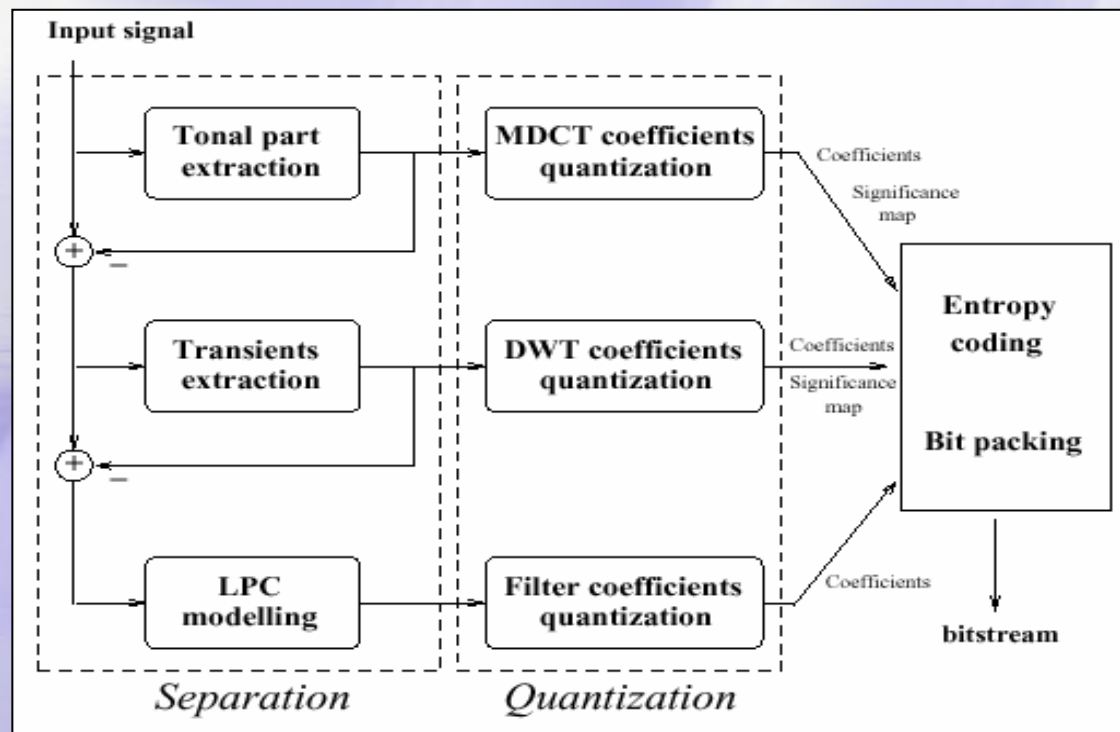 Input signal
Tonal part
extraction
MDCT coefficients
quantization
Coefficients
Significance
map
+
−
Transients
extraction
DWT coefficients
quantization
Coefficients
Significance
map
Entropy
coding
Bit packing
+
−
LPC
modelling
Filter coefficients
quantization
Coefficients
bitstream
Separation
Quantization